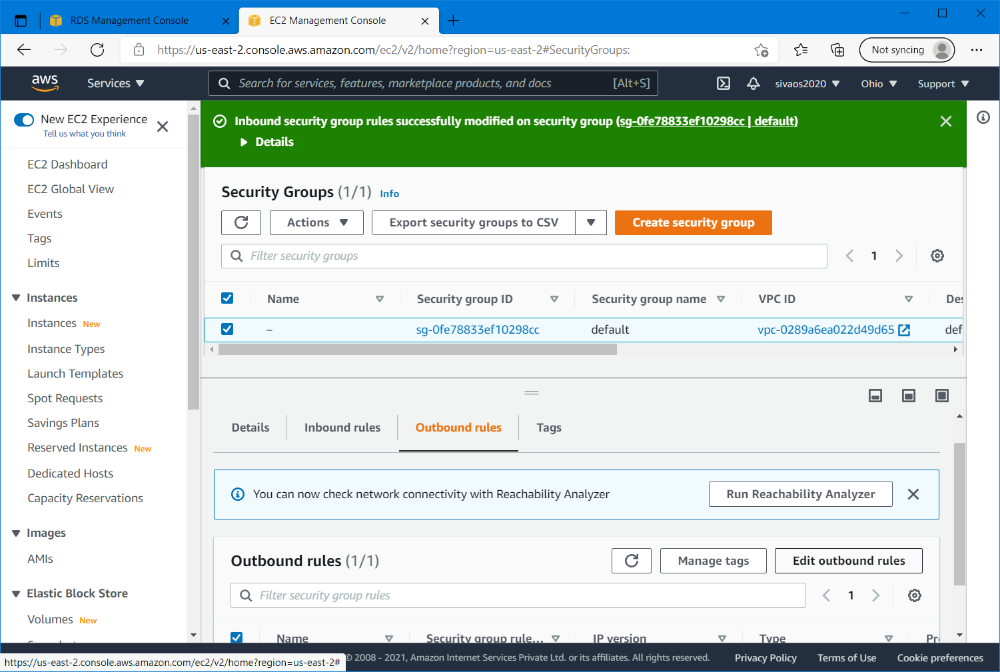 RDS Management Console
EC2 Management Console
https://us-east-2.console.aws.amazon.com/ec2/v2/home?region=us-east-2#SecurityGroups:
Not syncing
aws
Services
Search for services, features, marketplace products, and docs
[Alt+S]
sivaos2020
Ohio
Support
New EC2 Experience
Tell us what you think
EC2 Dashboard
EC2 Global View
Events
Tags
Limits
Instances
Instances New
Instance Types
Launch Templates
Spot Requests
Savings Plans
Reserved Instances New
Dedicated Hosts
Capacity Reservations
Images
AMIs
Elastic Block Store
Volumes New
Inbound security group rules successfully modified on security group (sg-0fe78833ef10298cc | default)
Details
Security Groups (1/1) Info
Actions
Export security groups to CSV
Create security group
Filter security groups
1
Name
Security group ID
Security group name
VPC ID
Des
–
sg-0fe78833ef10298cc
default
vpc-0289a6ea022d49d65
def
Details
Inbound rules
Outbound rules
Tags
You can now check network connectivity with Reachability Analyzer
Run Reachability Analyzer
Outbound rules (1/1)
Manage tags
Edit outbound rules
Filter security group rules
1
Name
Security group rule...
IP version
Type
Pr
https://us-east-2.console.aws.amazon.com/ec2/v2/home?region=us-east-2#
© 2008 - 2021, Amazon Internet Services Private Ltd. or its affiliates. All rights reserved.
Privacy Policy
Terms of Use
Cookie preferences